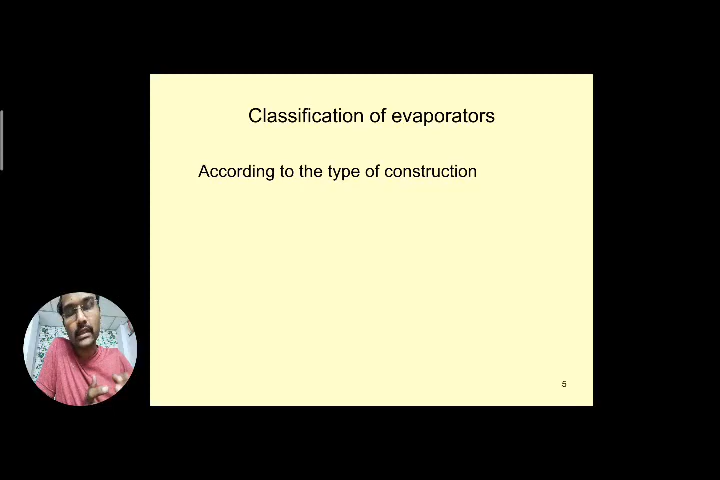 Classification of evaporators
According to the type of construction
5